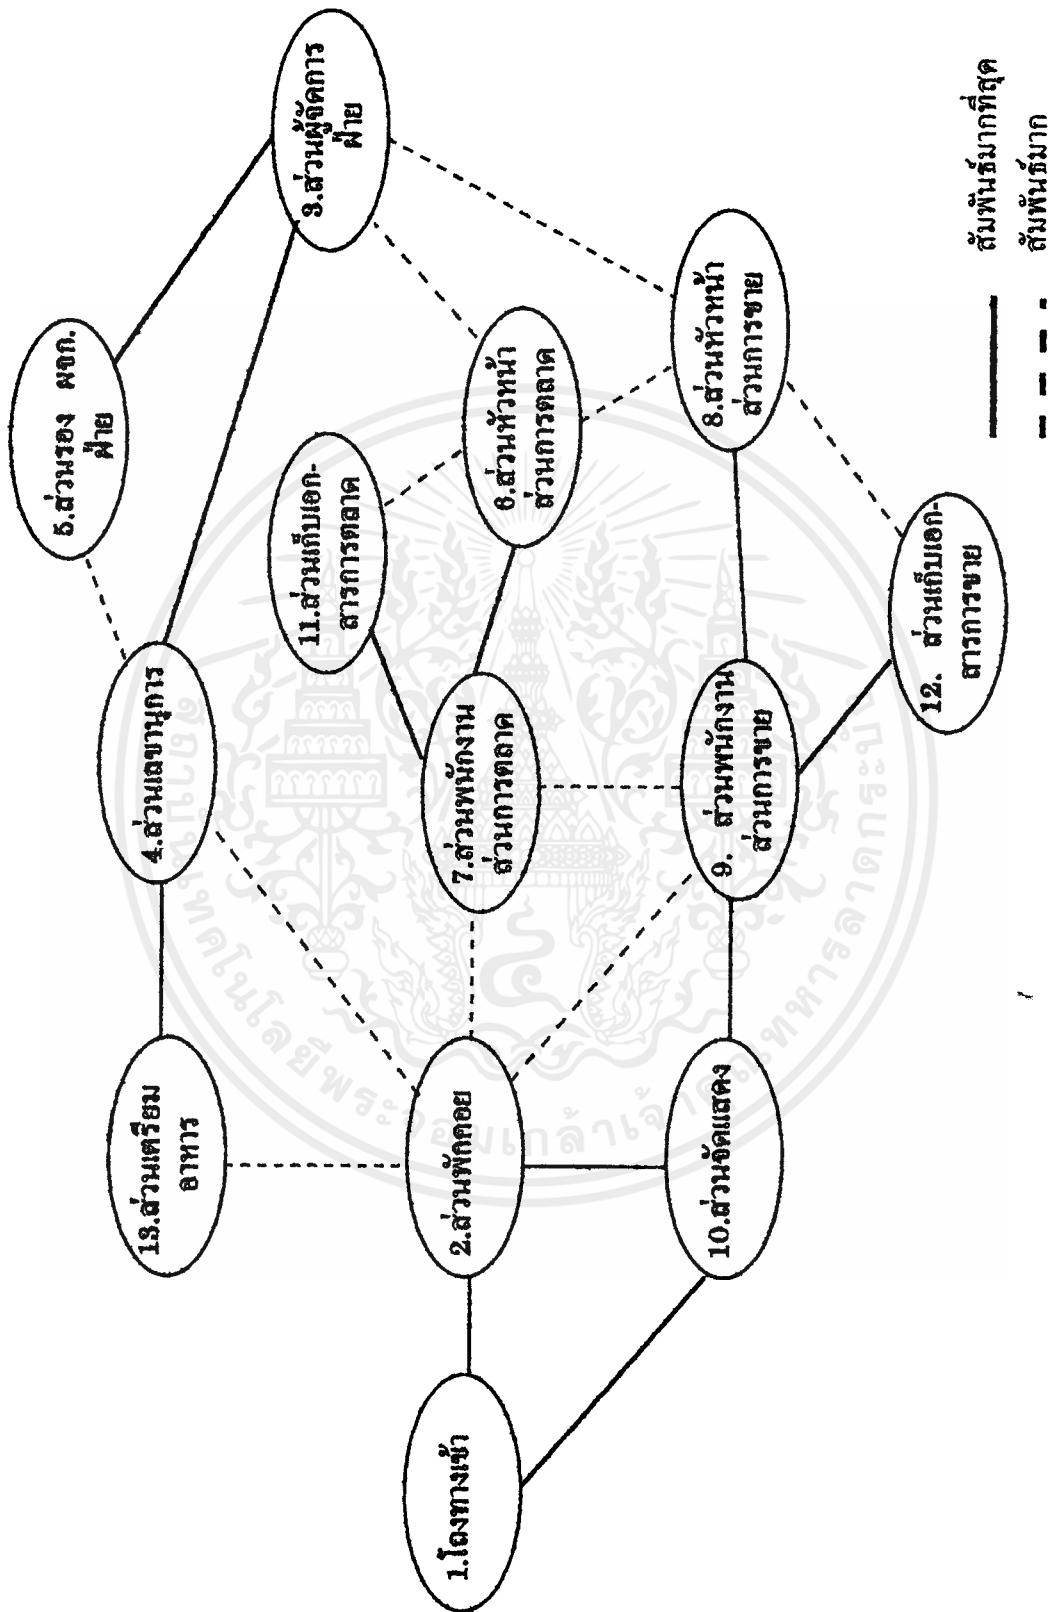 5.ส่วนรอง ผจก.
ฝ่าย
3.ส่วนผู้จัดการ
ฝ่าย
4.ส่วนเลขานุการ
13.ส่วนเตรียม
อาหาร
11.ส่วนเก็บเอก-
สารการตลาด
6.ส่วนหัวหน้า
ส่วนการตลาด
7.ส่วนพนักงาน
ส่วนการตลาด
2.ส่วนพักคอย
1.โถงทางเข้า
8.ส่วนหัวหน้า
ส่วนการขาย
9. ส่วนพนักงาน
ส่วนการขาย
10.ส่วนจัดแสดง
12. ส่วนเก็บเอก-
สารการขาย
สัมพันธ์มากที่สุด
สัมพันธ์มาก